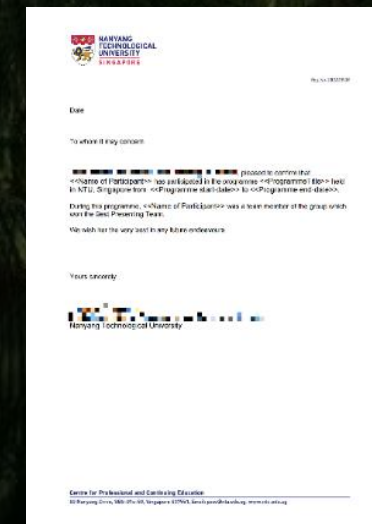 NANYANG
TECHNOLOGICAL
UNIVERSITY
SINGAPORE
Date
To whom it may concern
pleased to confirm that
<<Name of Participant>> has participated in the programme <<Programme Title>> held
in NTU, Singapore from <<Programme start-date>> to <<Programme end-date>>.
During this programme, <<Name of Participant>> was a team member of the group which
won the Best Presenting Team.
We wish her the very best in any future endeavours
Yours sincerely
Nanyang Technological University
Centre for Professional and Continuing Education